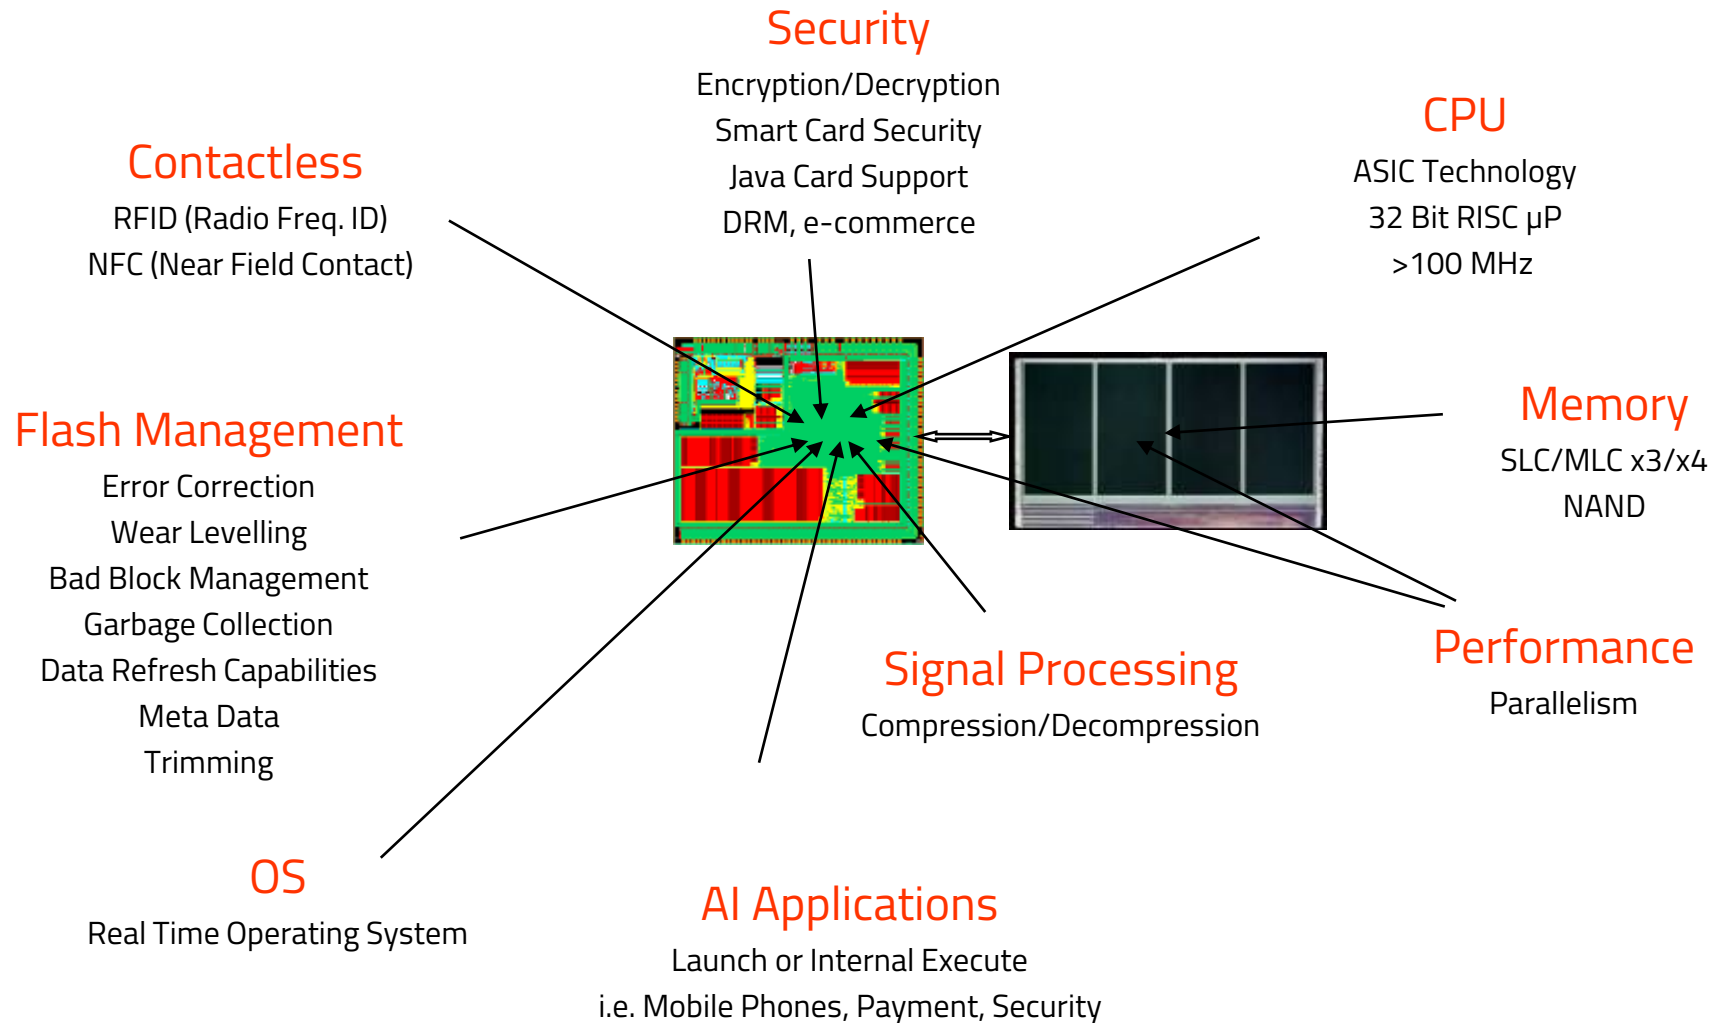 Security
Encryption/Decryption
Smart Card Security
Java Card Support
DRM, e-commerce
CPU
ASIC Technology
32 Bit RISC µP
>100 MHz
Contactless
RFID (Radio Freq. ID)
NFC (Near Field Contact)
Flash Management
Error Correction
Wear Levelling
Bad Block Management
Garbage Collection
Data Refresh Capabilities
Meta Data
Trimming
Memory
SLC/MLC x3/x4
NAND
Signal Processing
Compression/Decompression
Performance
Parallelism
OS
Real Time Operating System
AI Applications
Launch or Internal Execute
i.e. Mobile Phones, Payment, Security